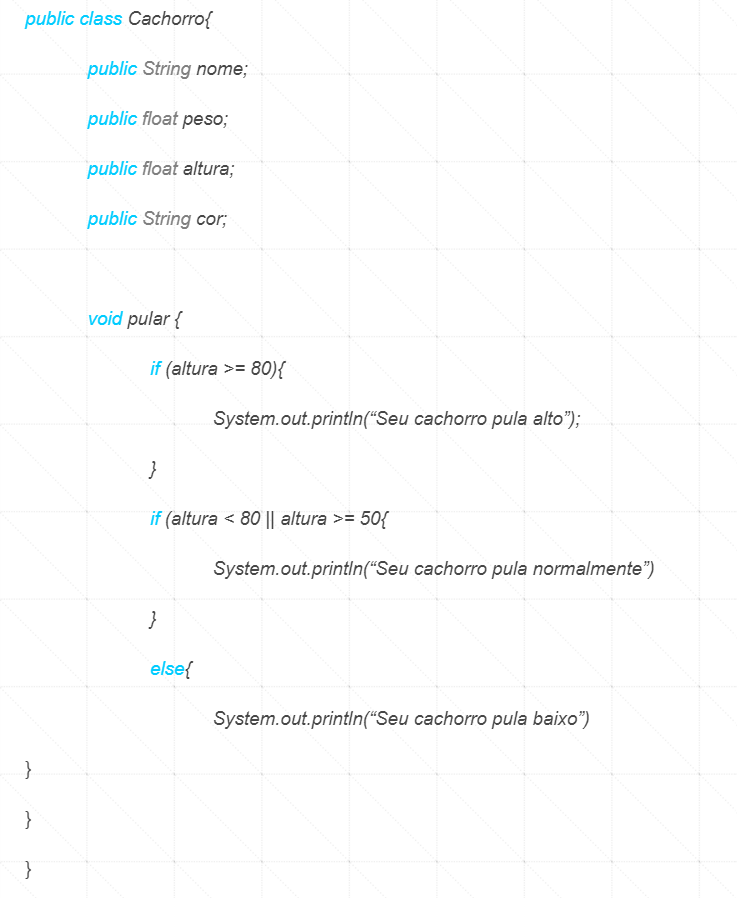 public class Cachorro{
public String nome;
public float peso;
public float altura;
public String cor;
void pular {
if (altura >= 80){
System.out.println(“Seu cachorro pula alto”);
}
if (altura < 80 || altura >= 50{
System.out.println(“Seu cachorro pula normalmente”)
}
else{
System.out.println(“Seu cachorro pula baixo”)
}
}
}